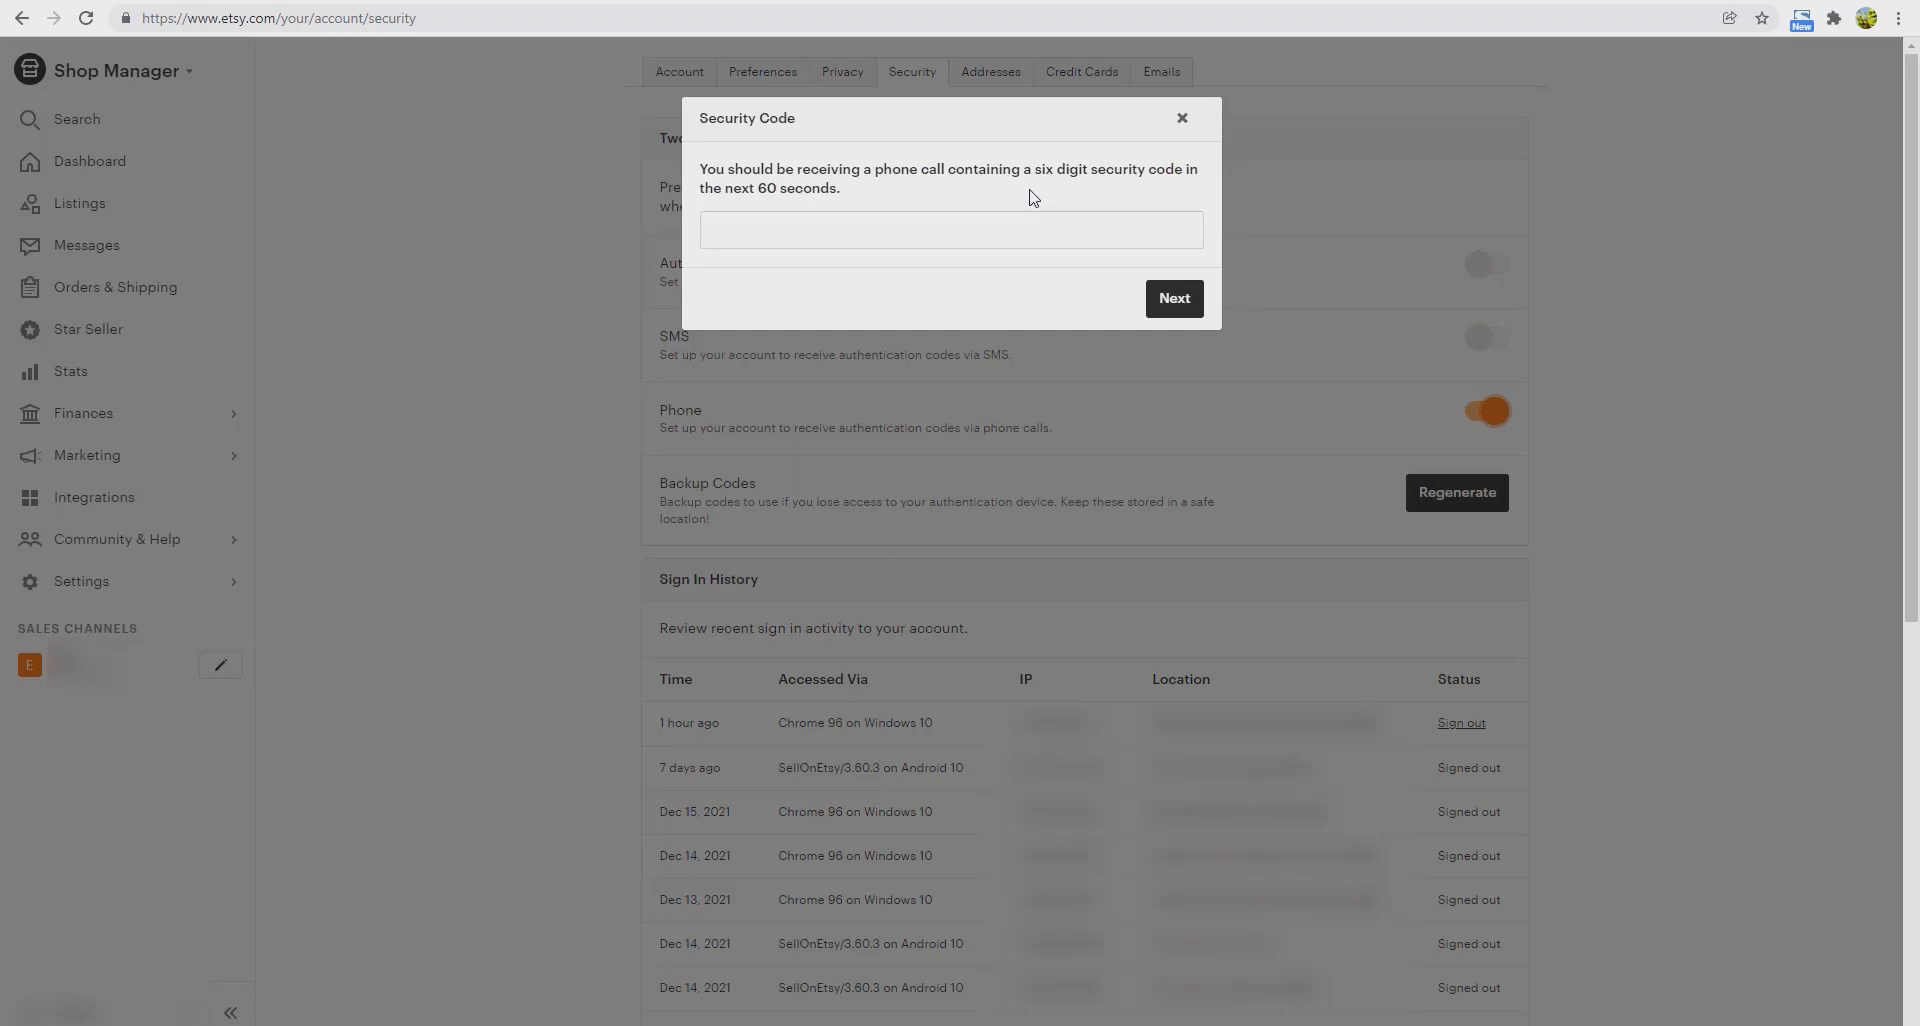 https://www.etsy.com/your/account/security
New
Shop Manager
Search
Dashboard
Listings
Messages
Orders & Shipping
Star Seller
Stats
Finances
Marketing
Integrations
Community & Help
Settings
SALES CHANNELS
E
Account Preferences Privacy Security Addresses Credit Cards Emails
Security Code
You should be receiving a phone call containing a six digit security code in
the next 60 seconds.
Next
Set
SMS
Set up your account to receive authentication codes via SMS.
Phone
Set up your account to receive authentication codes via phone calls.
Backup Codes
Backup codes to use if you lose access to your authentication device. Keep these stored in a safe
location!
Regenerate
Sign In History
Review recent sign in activity to your account.
Time Accessed Via IP Location Status
1 hour ago Chrome 96 on Windows 10 Sign out
7 days ago SellOnEtsy/3.60.3 on Android 10 Signed out
Dec 15, 2021 Chrome 96 on Windows 10 Signed out
Dec 14, 2021 Chrome 96 on Windows 10 Signed out
Dec 13, 2021 Chrome 96 on Windows 10 Signed out
Dec 14, 2021 SellOnEtsy/3.60.3 on Android 10 Signed out
Dec 14, 2021 SellOnEtsy/3.60.3 on Android 10 Signed out